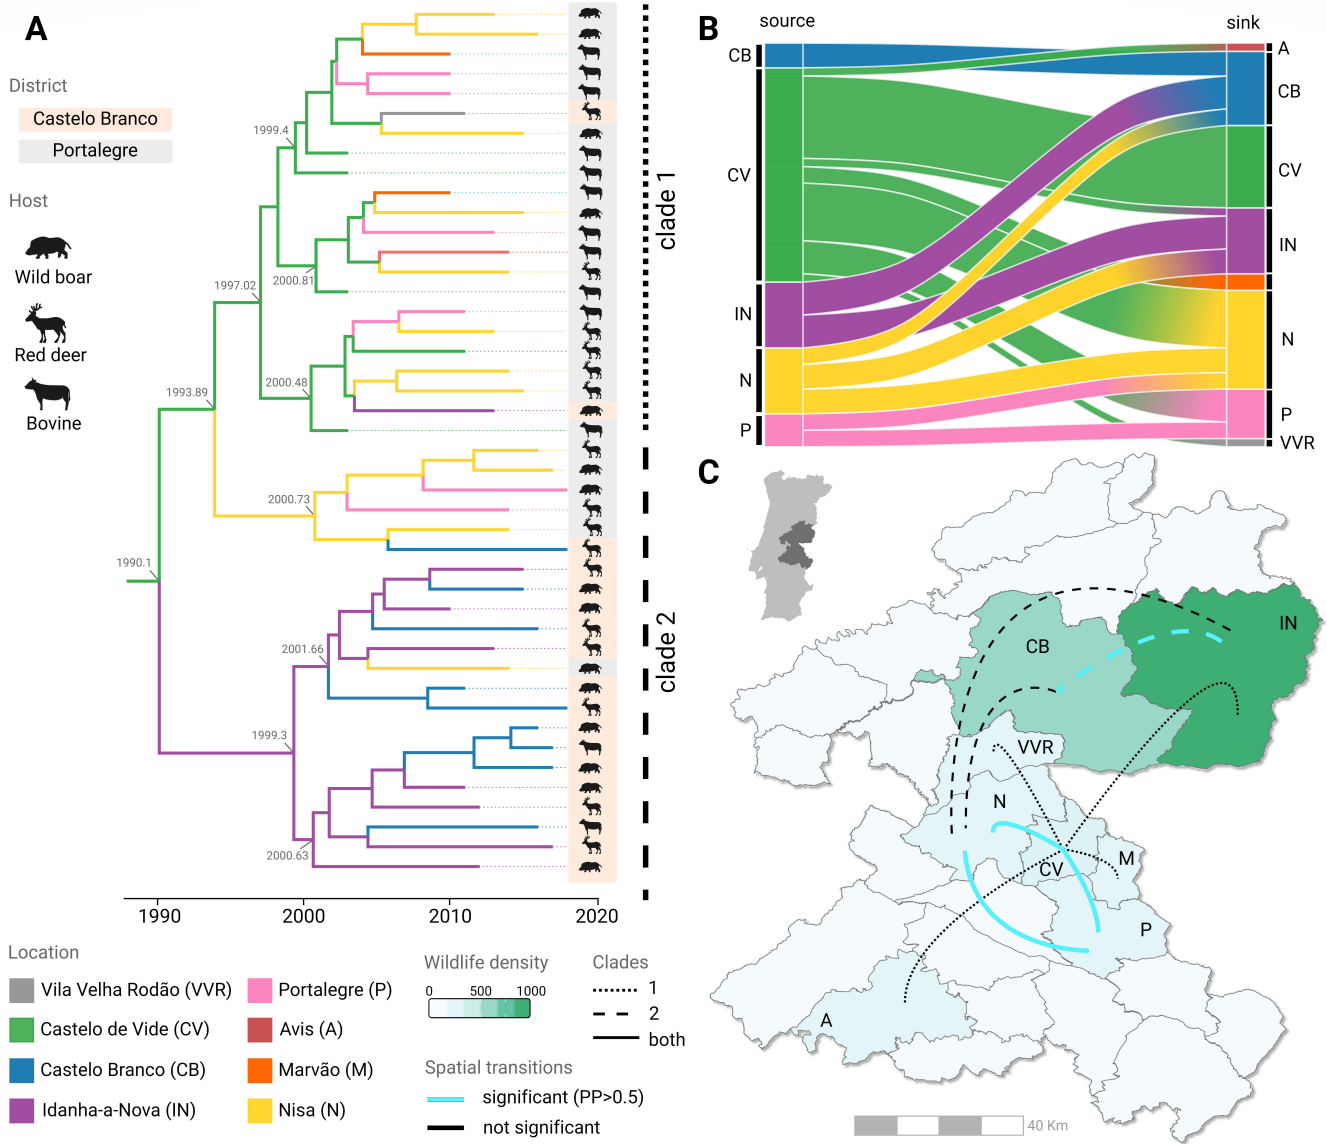 A
District
Castelo Branco
Portalegre
Host
Wild boar
Red deer
Bovine
1999.4
2000.81
1997.02
2000.48
1993.89
2000.73
1990.1
2001.66
1999.3
2000.63
clade 1
clade 2
1990
2000
2010
2020
B
source
sink
CB
CV
IN
N
P
A
CB
CV
IN
N
P
VVR
C
IN
CB
VVR
N
M
CV
P
A
40 Km
Location
Vila Velha Rodão (VVR)
Castelo de Vide (CV)
Castelo Branco (CB)
Idanha-a-Nova (IN)
Portalegre (P)
Avis (A)
Marvão (M)
Nisa (N)
Wildlife density
0 500 1000
Clades
1
2
both
Spatial transitions
significant (PP>0.5)
not significant